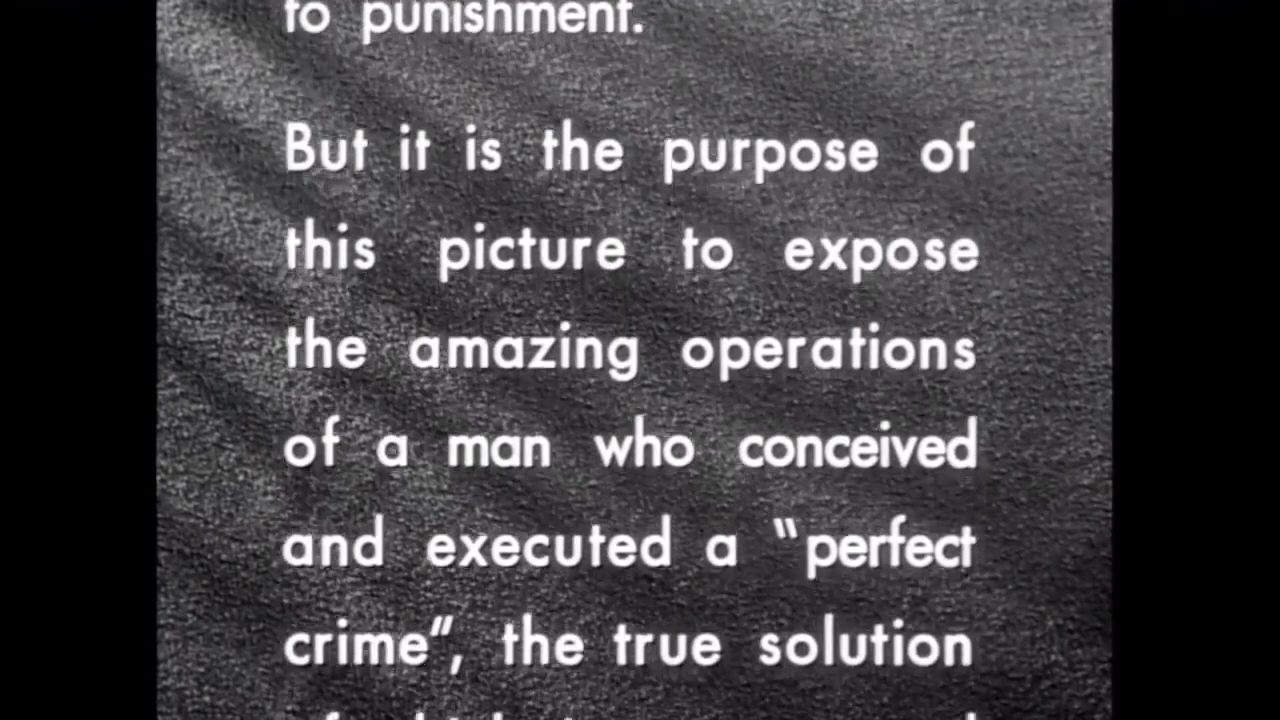 to punishment.
But it is the purpose of
this picture to expose
the amazing operations
of a man who conceived
and executed a "perfect
crime", the true solution